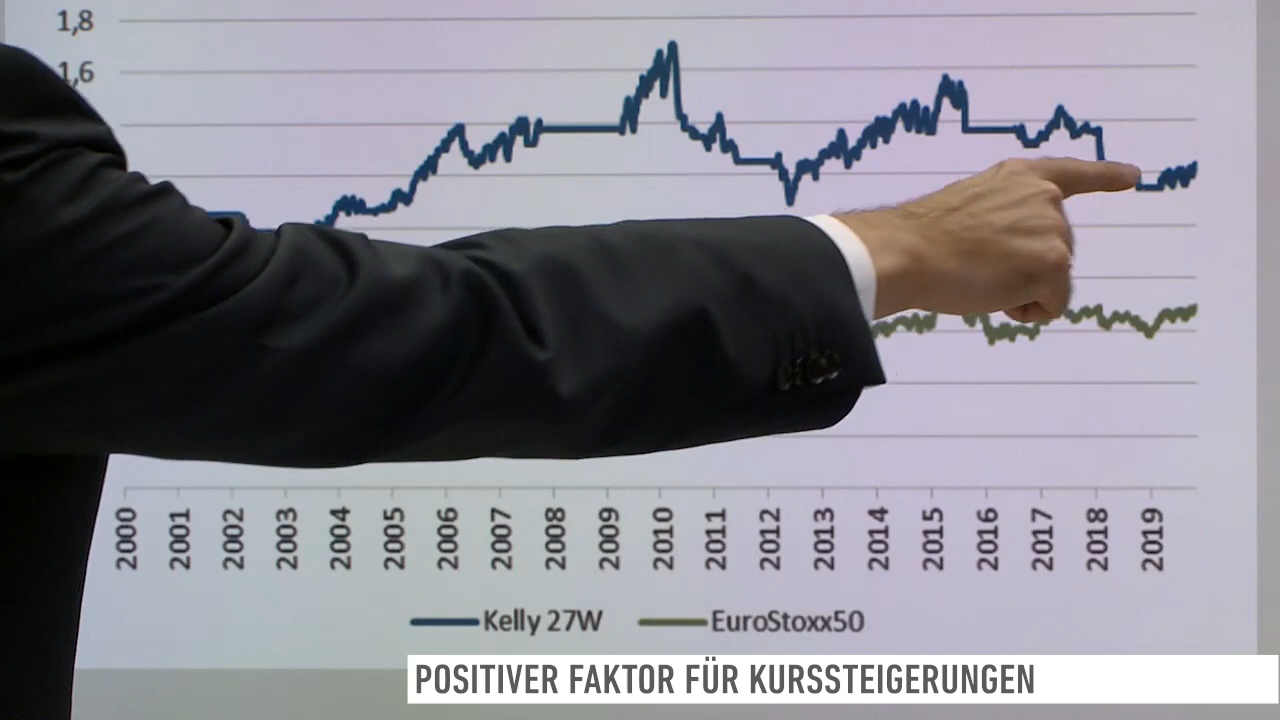 1,8
1,6
2000 2001 2002 2003 2004 2005 2006 2007 2008 2009 2010 2011 2012 2013 2014 2015 2016 2017 2018 2019
Kelly 27W EuroStoxx50
POSITIVER FAKTOR FÜR KURSSTEIGERUNGEN